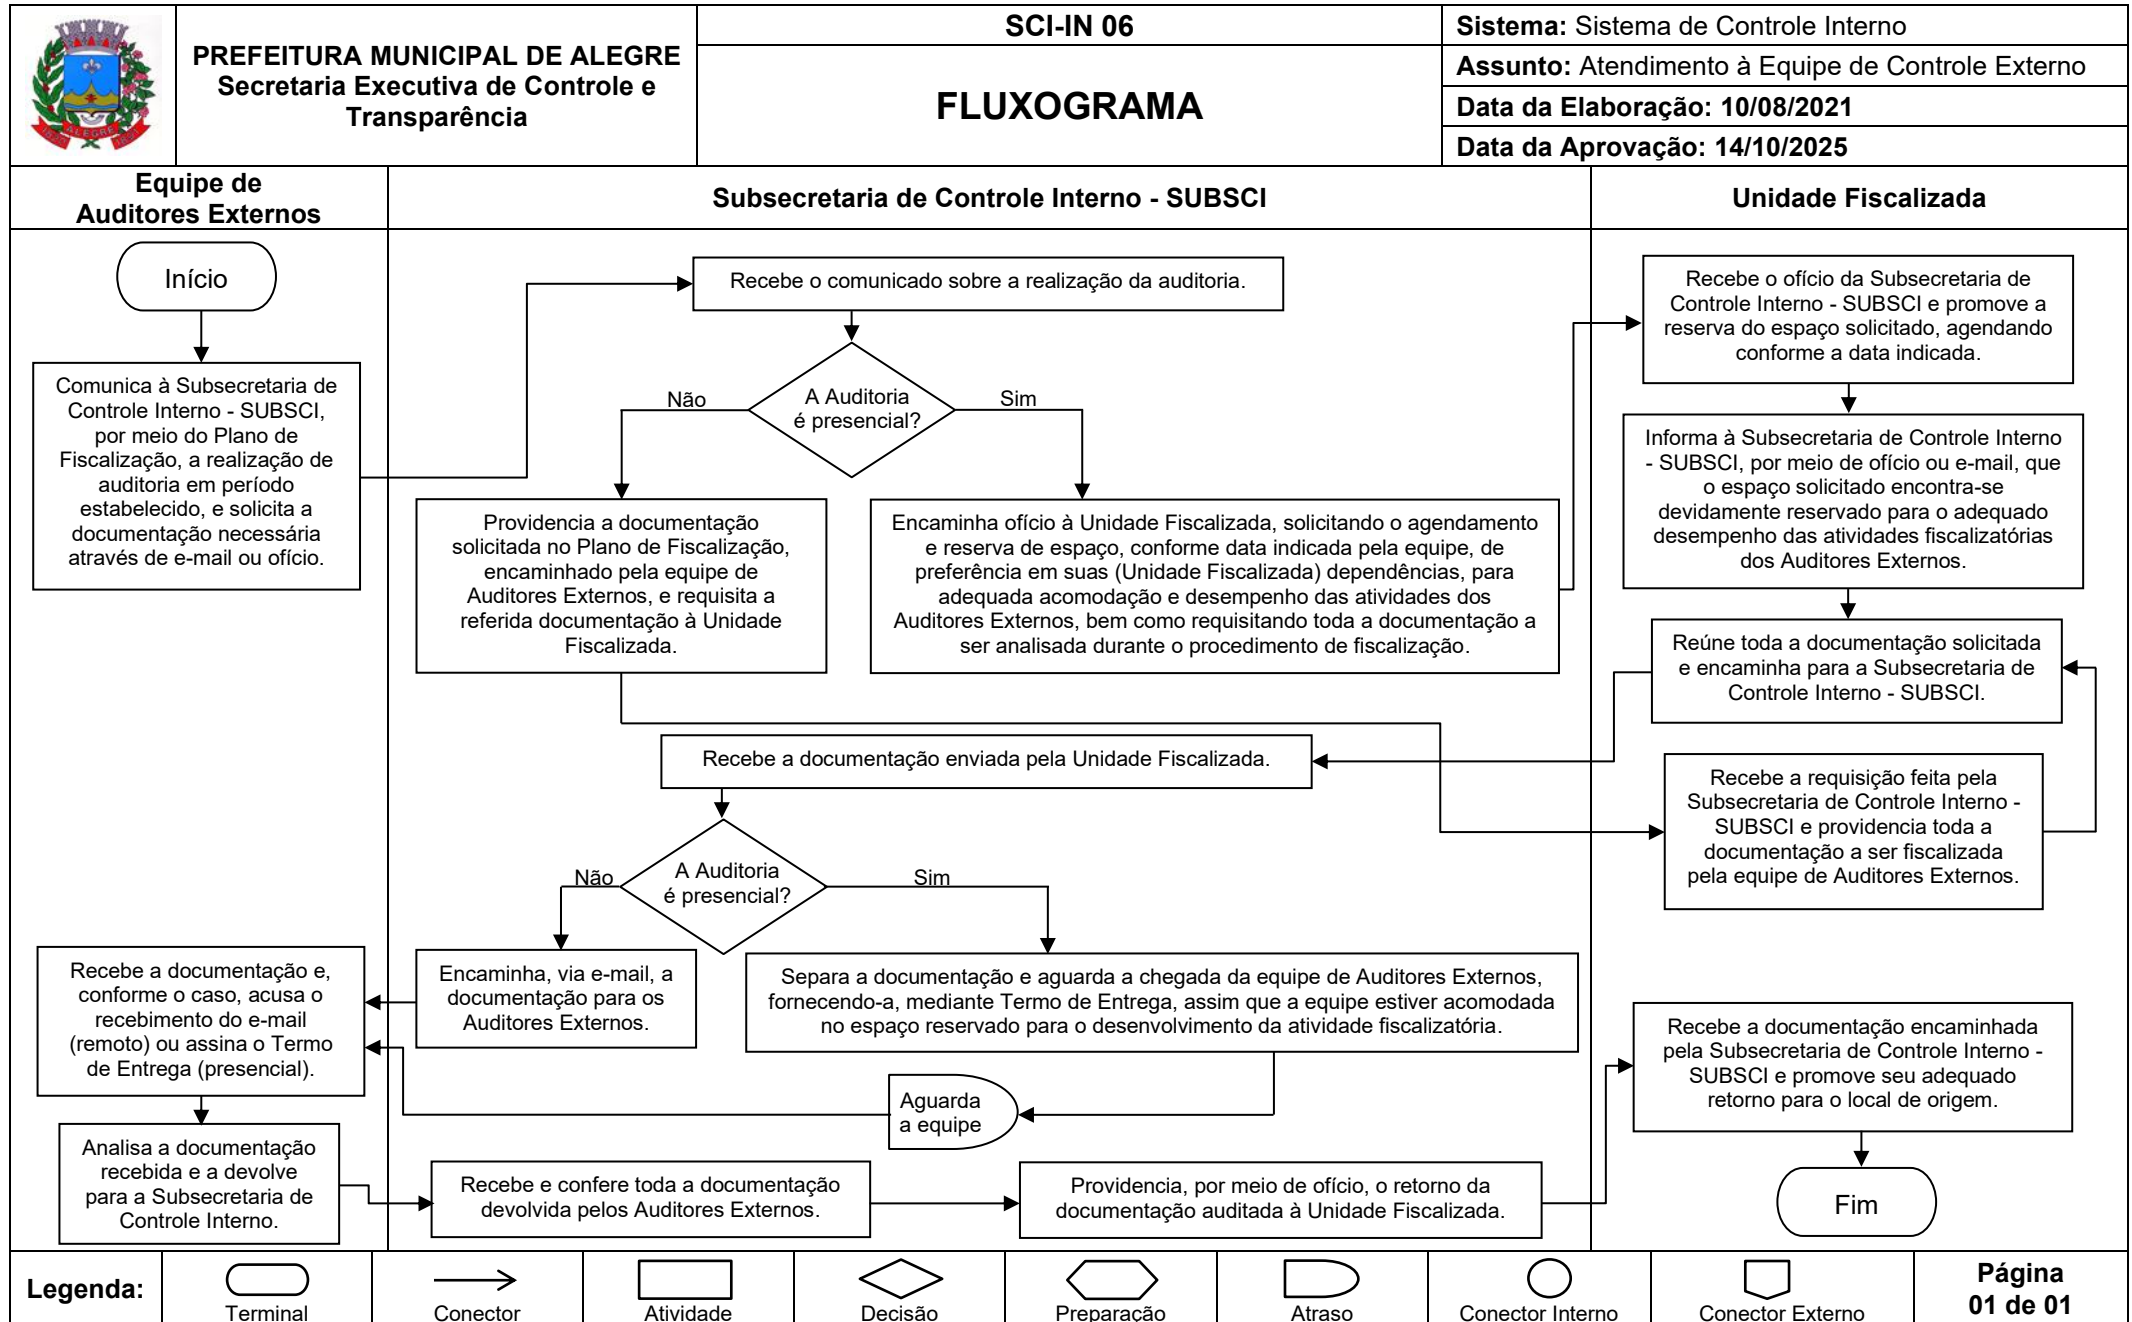 PREFEITURA MUNICIPAL DE ALEGRE
Secretaria Executiva de Controle e
Transparência
SCI-IN 06
FLUXOGRAMA
Sistema: Sistema de Controle Interno
Assunto: Atendimento à Equipe de Controle Externo
Data da Elaboração: 10/08/2021
Data da Aprovação: 14/10/2025
ALEGRE
Equipe de
Auditores Externos
Subsecretaria de Controle Interno - SUBSCI
Unidade Fiscalizada
Início
Comunica à Subsecretaria de
Controle Interno - SUBSCI,
por meio do Plano de
Fiscalização, a realização de
auditoria em período
estabelecido, e solicita a
documentação necessária
através de e-mail ou ofício.
Recebe o comunicado sobre a realização da auditoria.
A Auditoria
é presencial?
Não
Sim
Providencia a documentação
solicitada no Plano de Fiscalização,
encaminhado pela equipe de
Auditores Externos, e requisita a
referida documentação à Unidade
Fiscalizada.
Encaminha ofício à Unidade Fiscalizada, solicitando o agendamento
e reserva de espaço, conforme data indicada pela equipe, de
preferência em suas (Unidade Fiscalizada) dependências, para
adequada acomodação e desempenho das atividades dos
Auditores Externos, bem como requisitando toda a documentação a
ser analisada durante o procedimento de fiscalização.
Recebe o ofício da Subsecretaria de
Controle Interno - SUBSCI e promove a
reserva do espaço solicitado, agendando
conforme a data indicada.
Informa à Subsecretaria de Controle Interno
- SUBSCI, por meio de ofício ou e-mail, que
o espaço solicitado encontra-se
devidamente reservado para o adequado
desempenho das atividades fiscalizatórias
dos Auditores Externos.
Reúne toda a documentação solicitada
e encaminha para a Subsecretaria de
Controle Interno - SUBSCI.
Recebe a requisição feita pela
Subsecretaria de Controle Interno -
SUBSCI e providencia toda a
documentação a ser fiscalizada
pela equipe de Auditores Externos.
Recebe a documentação enviada pela Unidade Fiscalizada.
A Auditoria
é presencial?
Não
Sim
Encaminha, via e-mail, a
documentação para os
Auditores Externos.
Separa a documentação e aguarda a chegada da equipe de Auditores Externos,
fornecendo-a, mediante Termo de Entrega, assim que a equipe estiver acomodada
no espaço reservado para o desenvolvimento da atividade fiscalizatória.
Aguarda
a equipe
Recebe a documentação e,
conforme o caso, acusa o
recebimento do e-mail
(remoto) ou assina o Termo
de Entrega (presencial).
Analisa a documentação
recebida e a devolve
para a Subsecretaria de
Controle Interno.
Recebe e confere toda a documentação
devolvida pelos Auditores Externos.
Providencia, por meio de ofício, o retorno da
documentação auditada à Unidade Fiscalizada.
Recebe a documentação encaminhada
pela Subsecretaria de Controle Interno -
SUBSCI e promove seu adequado
retorno para o local de origem.
Fim
Legenda:
Terminal
Conector
Atividade
Decisão
Preparação
Atraso
Conector Interno
Conector Externo
Página
01 de 01